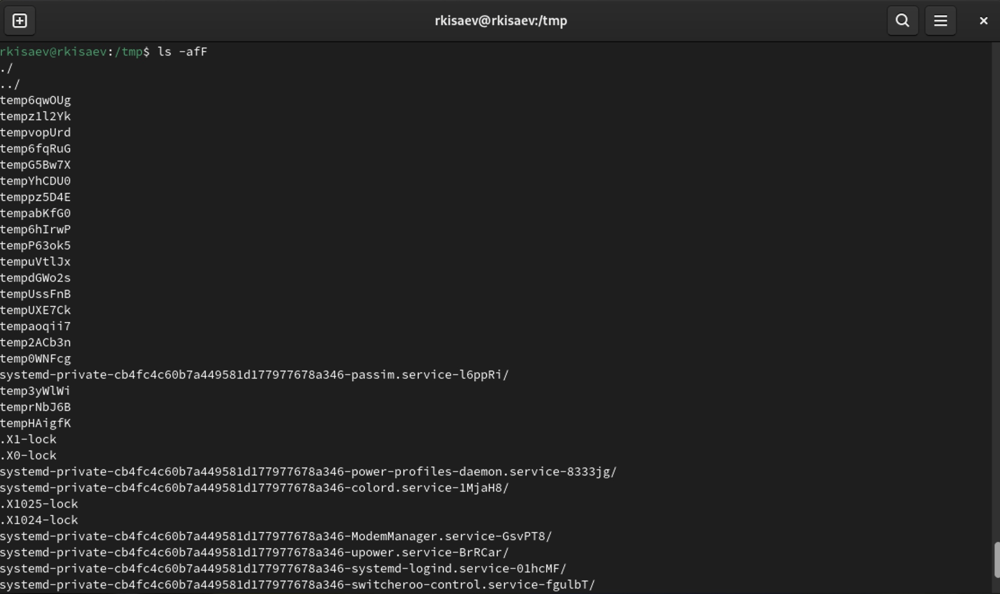 rkisaev@rkisaev:/tmp
rkisaev@rkisaev:/tmp$ ls -afF
./
../
temp6qwOUg
tempz1l2Yk
tempvopUrd
temp6fqRuG
tempG5Bw7X
tempYhCDU0
temppz5D4E
tempabKfG0
temp6hIrwP
tempP63ok5
tempuVtlJx
tempdGWo2s
tempUssFnB
tempUXE7Ck
tempaoqii7
temp2ACb3n
temp0WNFcg
systemd-private-cb4fc4c60b7a449581d177977678a346-passim.service-l6ppRi/
temp3yWlWi
temprNbJ6B
tempHAigfK
.X1-lock
.X0-lock
systemd-private-cb4fc4c60b7a449581d177977678a346-power-profiles-daemon.service-8333jg/
systemd-private-cb4fc4c60b7a449581d177977678a346-colord.service-1MjaH8/
.X1025-lock
.X1024-lock
systemd-private-cb4fc4c60b7a449581d177977678a346-ModemManager.service-GsvPT8/
systemd-private-cb4fc4c60b7a449581d177977678a346-upower.service-BrRCar/
systemd-private-cb4fc4c60b7a449581d177977678a346-systemd-logind.service-01hcMF/
systemd-private-cb4fc4c60b7a449581d177977678a346-switcheroo-control.service-fgulbT/